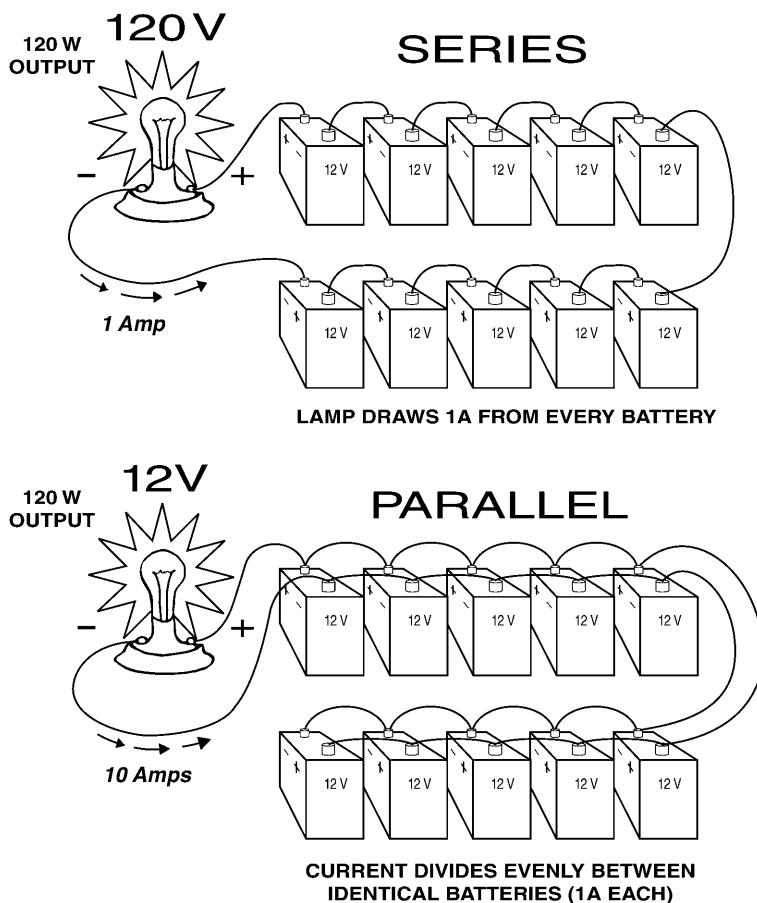 120 V
120 W
OUTPUT
SERIES
- +
+ -
12 V 12 V 12 V 12 V 12 V
- +
12 V 12 V 12 V 12 V 12 V
1 Amp
LAMP DRAWS 1A FROM EVERY BATTERY
12V
120 W
OUTPUT
PARALLEL
- +
+ -
12 V 12 V 12 V 12 V 12 V
- +
12 V 12 V 12 V 12 V 12 V
10 Amps
CURRENT DIVIDES EVENLY BETWEEN
IDENTICAL BATTERIES (1A EACH)